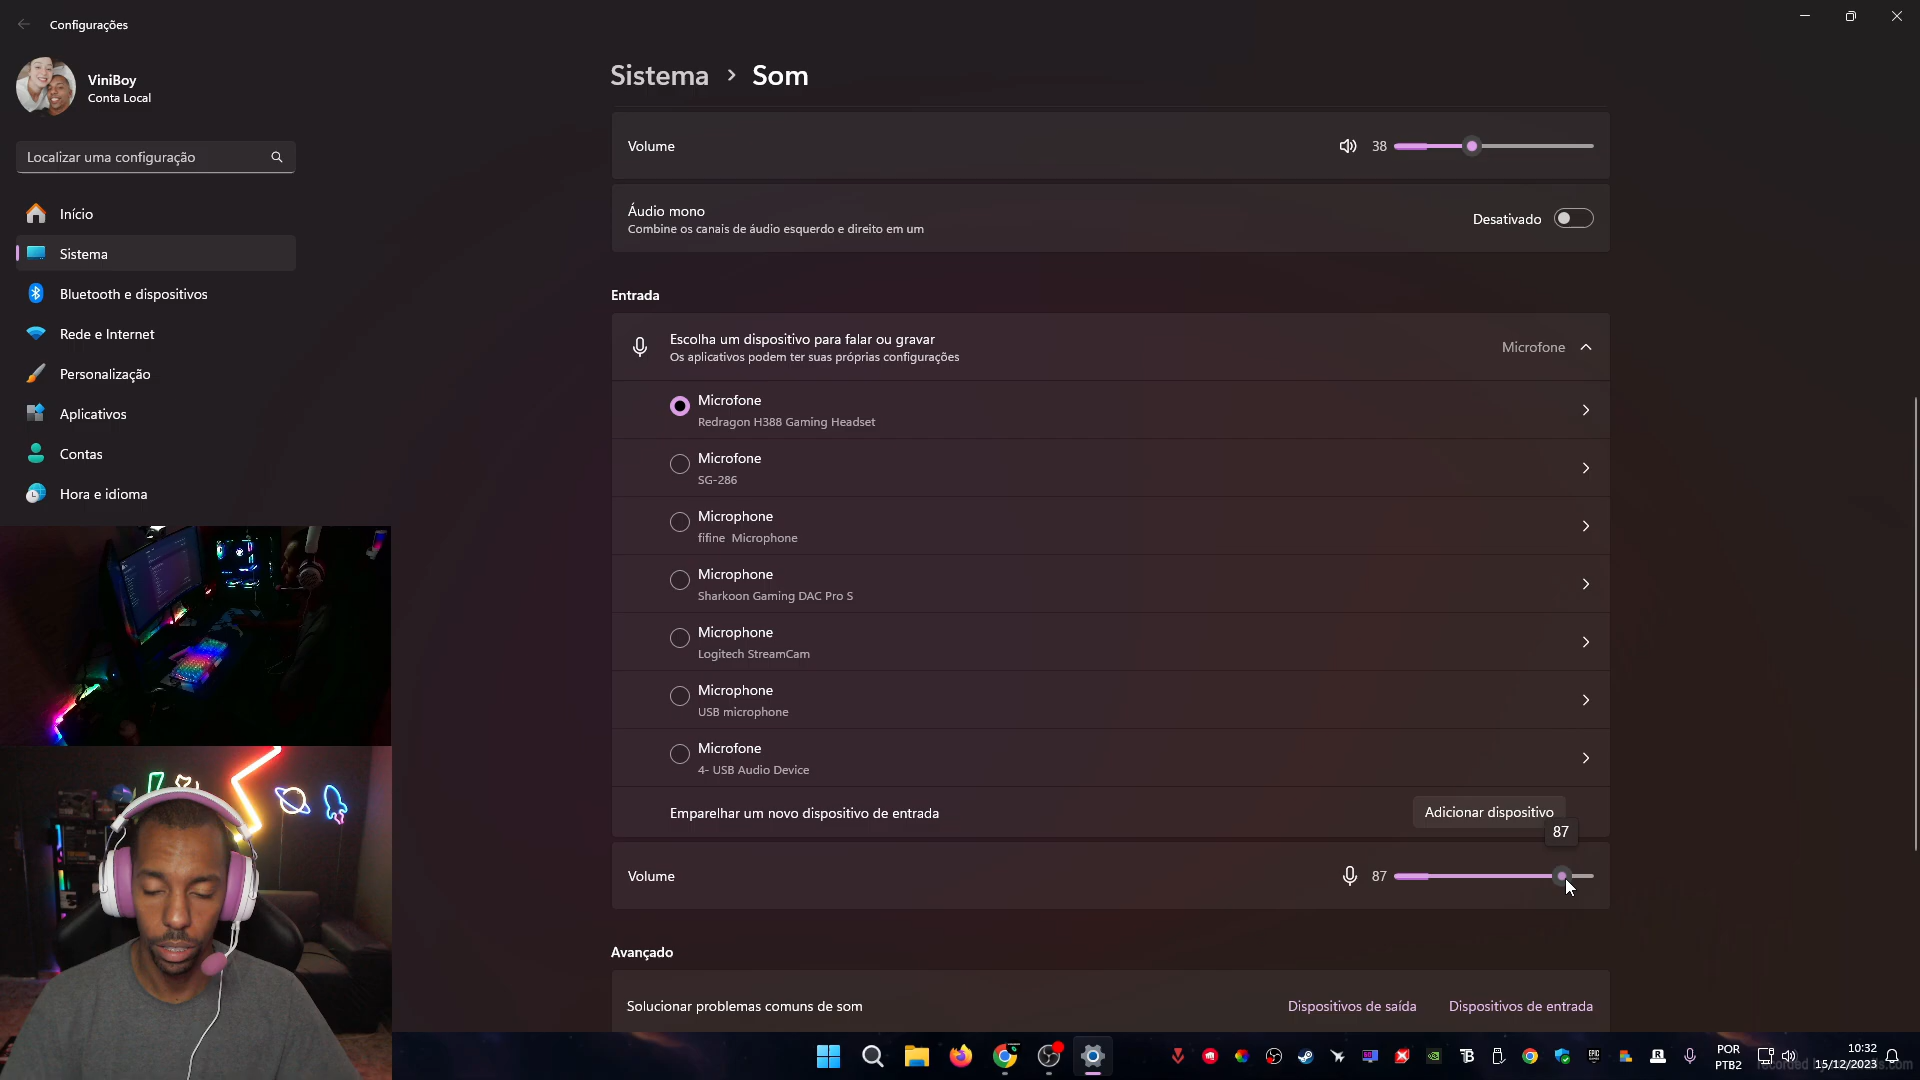 Configurações
ViniBoy
Conta Local
Localizar uma configuração
Início
Sistema
Bluetooth e dispositivos
Rede e Internet
Personalização
Aplicativos
Contas
Hora e idioma
Sistema > Som
Volume
38
Áudio mono
Combine os canais de áudio esquerdo e direito em um
Desativado
Entrada
Escolha um dispositivo para falar ou gravar
Os aplicativos podem ter suas próprias configurações
Microfone
Microfone
Redragon H388 Gaming Headset
Microfone
SG-286
Microphone
fifine Microphone
Microphone
Sharkoon Gaming DAC Pro S
Microphone
Logitech StreamCam
Microphone
USB microphone
Microfone
4- USB Audio Device
Emparelhar um novo dispositivo de entrada
Adicionar dispositivo
87
Volume
87
Avançado
Solucionar problemas comuns de som
Dispositivos de saída
Dispositivos de entrada
POR
PTB2
10:32
15/12/2023